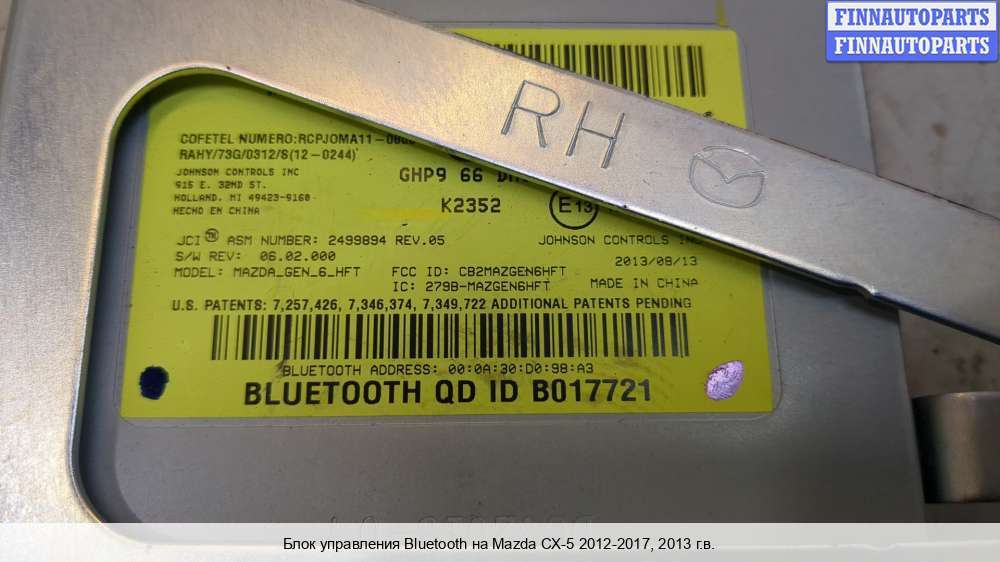 FINNAUTOPARTS
FINNAUTOPARTS
RH
COFETEL NUMERO:RCPJOMA11-
RAHY/73G/0312/S(12-0244)
JOHNSON CONTROLS INC
915 E. 32ND ST.
HOLLAND, MI 49423-9160
HECHO EN CHINA
GHP9 66
K2352
E13
JCI TM ASM NUMBER: 2499894 REV.05
JOHNSON CONTROLS INC
S/W REV: 06.02.000
2013/08/13
MODEL: MAZDA_GEN_6_HFT
FCC ID: CB2MAZGEN6HFT
MADE IN CHINA
IC: 279B-MAZGEN6HFT
U.S. PATENTS: 7,257,426, 7,346,374, 7,349,722 ADDITIONAL PATENTS PENDING
BLUETOOTH ADDRESS: 00:0A:30:D0:98:A3
BLUETOOTH QD ID B017721
Блок управления Bluetooth на Mazda CX-5 2012-2017, 2013 г.в.